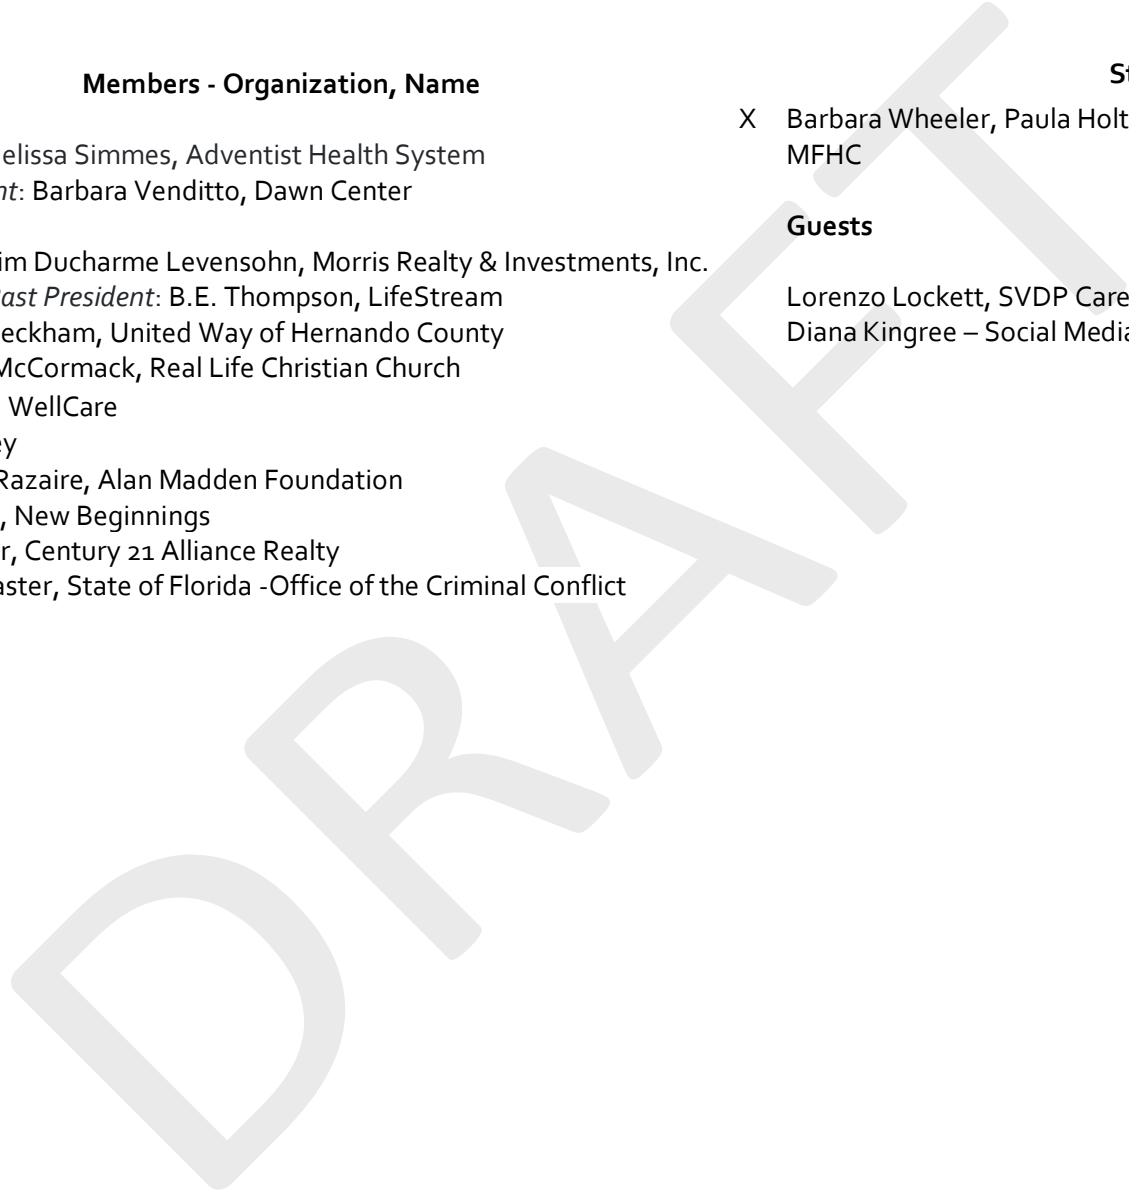 Members - Organization, Name
elissa Simmes, Adventist Health System
nt: Barbara Venditto, Dawn Center
im Ducharme Levensohn, Morris Realty & Investments, Inc.
Past President: B.E. Thompson, LifeStream
eckham, United Way of Hernando County
McCormack, Real Life Christian Church
WellCare
ey
Razaire, Alan Madden Foundation
, New Beginnings
r, Century 21 Alliance Realty
aster, State of Florida -Office of the Criminal Conflict
St
X Barbara Wheeler, Paula Holt
MFHC
Guests
Lorenzo Lockett, SVDP Care
Diana Kingree – Social Media
DRAFT